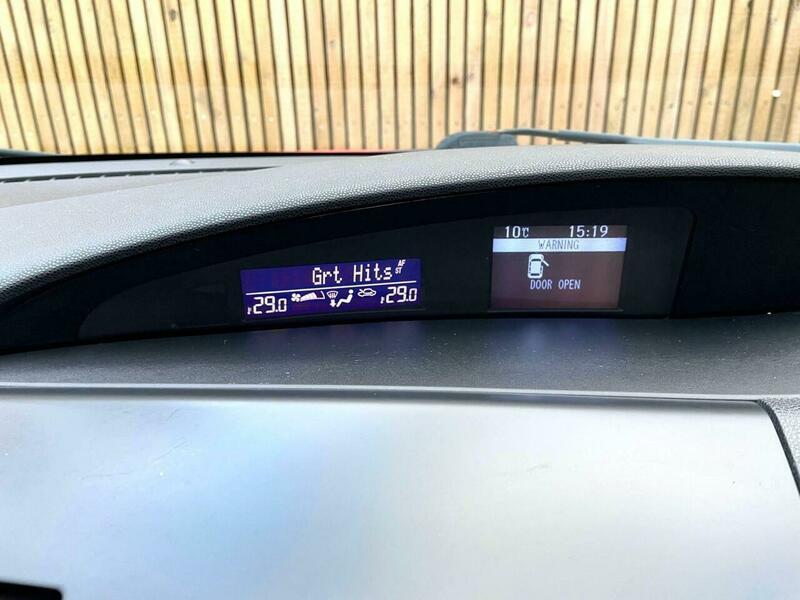 Grt Hits
AF
ST
29.0 29.0
10℃ 15:19
WARNING
DOOR OPEN